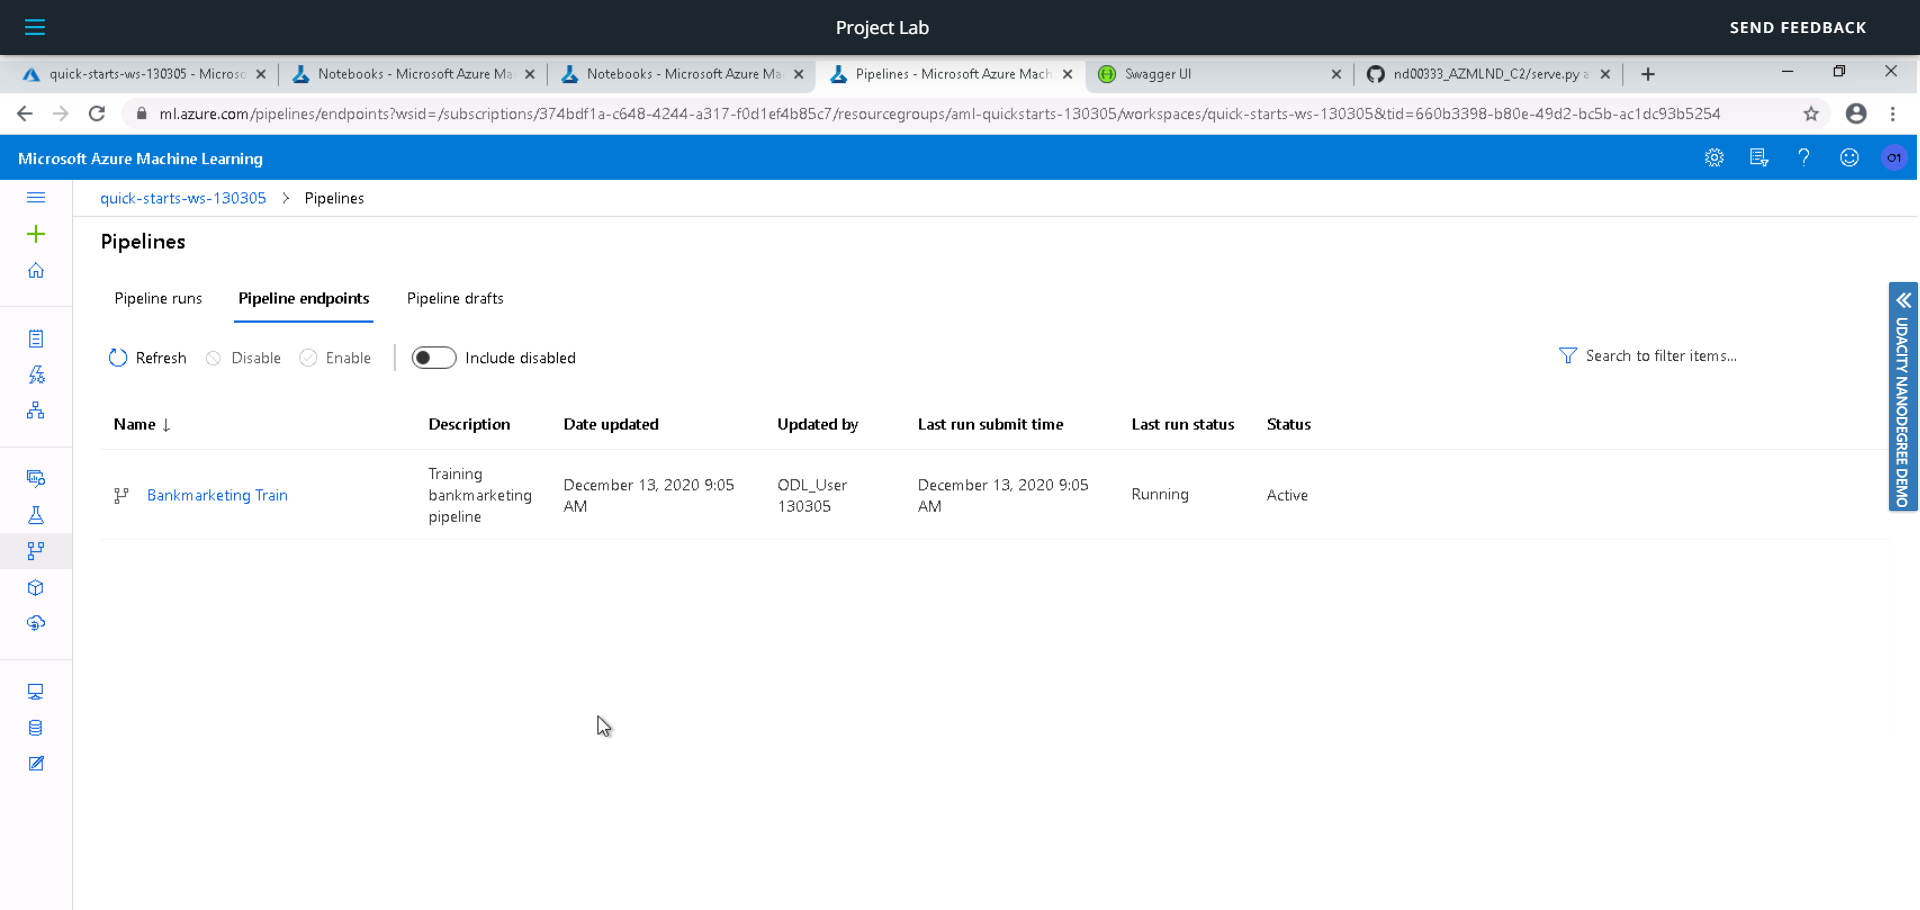 Project Lab
SEND FEEDBACK
quick-starts-ws-130305 - Microso
Notebooks - Microsoft Azure Ma
Notebooks - Microsoft Azure Ma
Pipelines - Microsoft Azure Mach
Swagger UI
nd00333_AZMLND_C2/serve.py a
ml.azure.com/pipelines/endpoints?wsid=/subscriptions/374bdf1a-c648-4244-a317-f0d1ef4b85c7/resourcegroups/aml-quickstarts-130305/workspaces/quick-starts-ws-130305&tid=660b3398-b80e-49d2-bc5b-ac1dc93b5254
Microsoft Azure Machine Learning
O1
quick-starts-ws-130305 > Pipelines
Pipelines
Pipeline runs
Pipeline endpoints
Pipeline drafts
Refresh
Disable
Enable
Include disabled
Search to filter items...
UDACITY NANODEGREE DEMO
Name ↓
Description
Date updated
Updated by
Last run submit time
Last run status
Status
Bankmarketing Train
Training
bankmarketing
pipeline
December 13, 2020 9:05
AM
ODL_User
130305
December 13, 2020 9:05
AM
Running
Active